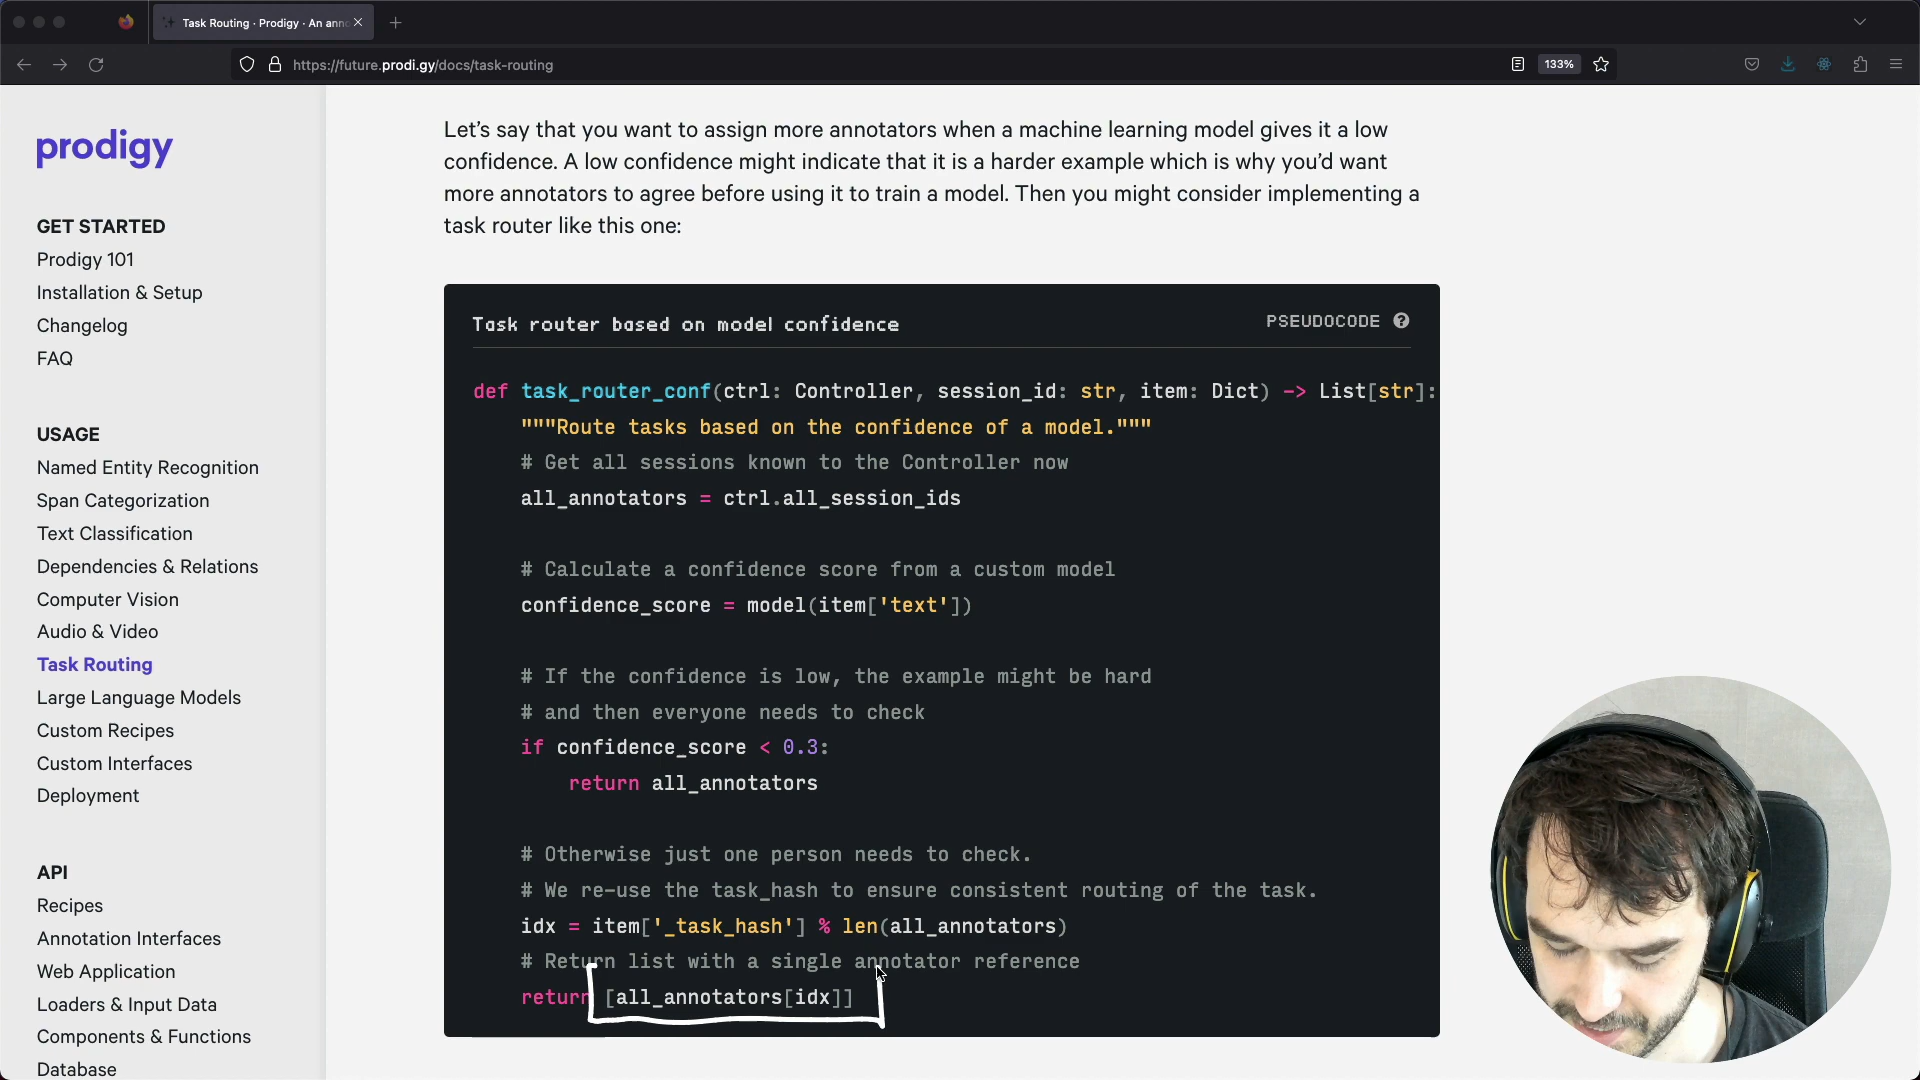 Task Routing · Prodigy · An ann
https://future.prodi.gy/docs/task-routing
133%
prodigy
GET STARTED
Prodigy 101
Installation & Setup
Changelog
FAQ
USAGE
Named Entity Recognition
Span Categorization
Text Classification
Dependencies & Relations
Computer Vision
Audio & Video
Task Routing
Large Language Models
Custom Recipes
Custom Interfaces
Deployment
API
Recipes
Annotation Interfaces
Web Application
Loaders & Input Data
Components & Functions
Database
Let’s say that you want to assign more annotators when a machine learning model gives it a low
confidence. A low confidence might indicate that it is a harder example which is why you’d want
more annotators to agree before using it to train a model. Then you might consider implementing a
task router like this one:
Task router based on model confidence
PSEUDOCODE ?
def task_router_conf(ctrl: Controller, session_id: str, item: Dict) -> List[str]:
"""Route tasks based on the confidence of a model."""
# Get all sessions known to the Controller now
all_annotators = ctrl.all_session_ids
# Calculate a confidence score from a custom model
confidence_score = model(item['text'])
# If the confidence is low, the example might be hard
# and then everyone needs to check
if confidence_score < 0.3:
return all_annotators
# Otherwise just one person needs to check.
# We re-use the task_hash to ensure consistent routing of the task.
idx = item['_task_hash'] % len(all_annotators)
# Return list with a single annotator reference
return [all_annotators[idx]]